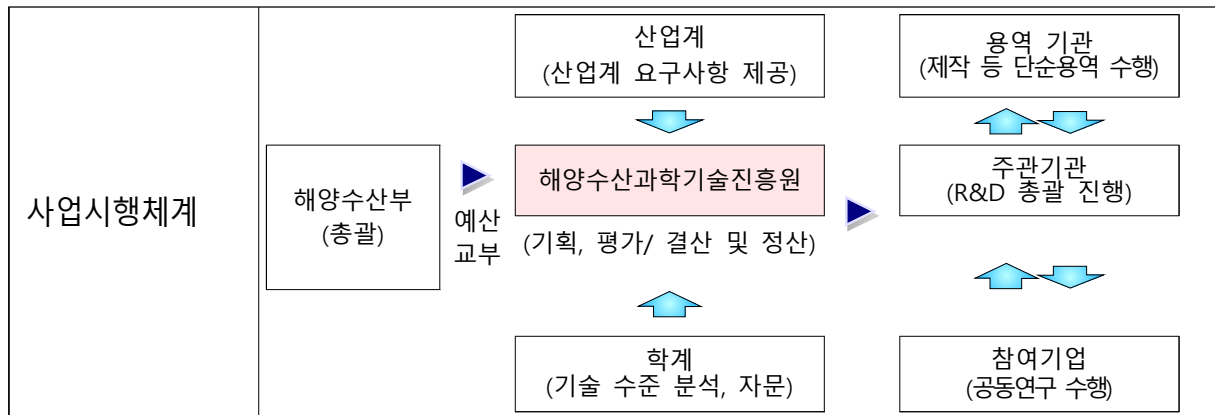 사업시행체계
해양수산부
(총괄)
예산
교부
산업계
(산업계 요구사항 제공)
해양수산과학기술진흥원
(기획, 평가/ 결산 및 정산)
학계
(기술 수준 분석, 자문)
용역 기관
(제작 등 단순용역 수행)
주관기관
(R&D 총괄 진행)
참여기업
(공동연구 수행)